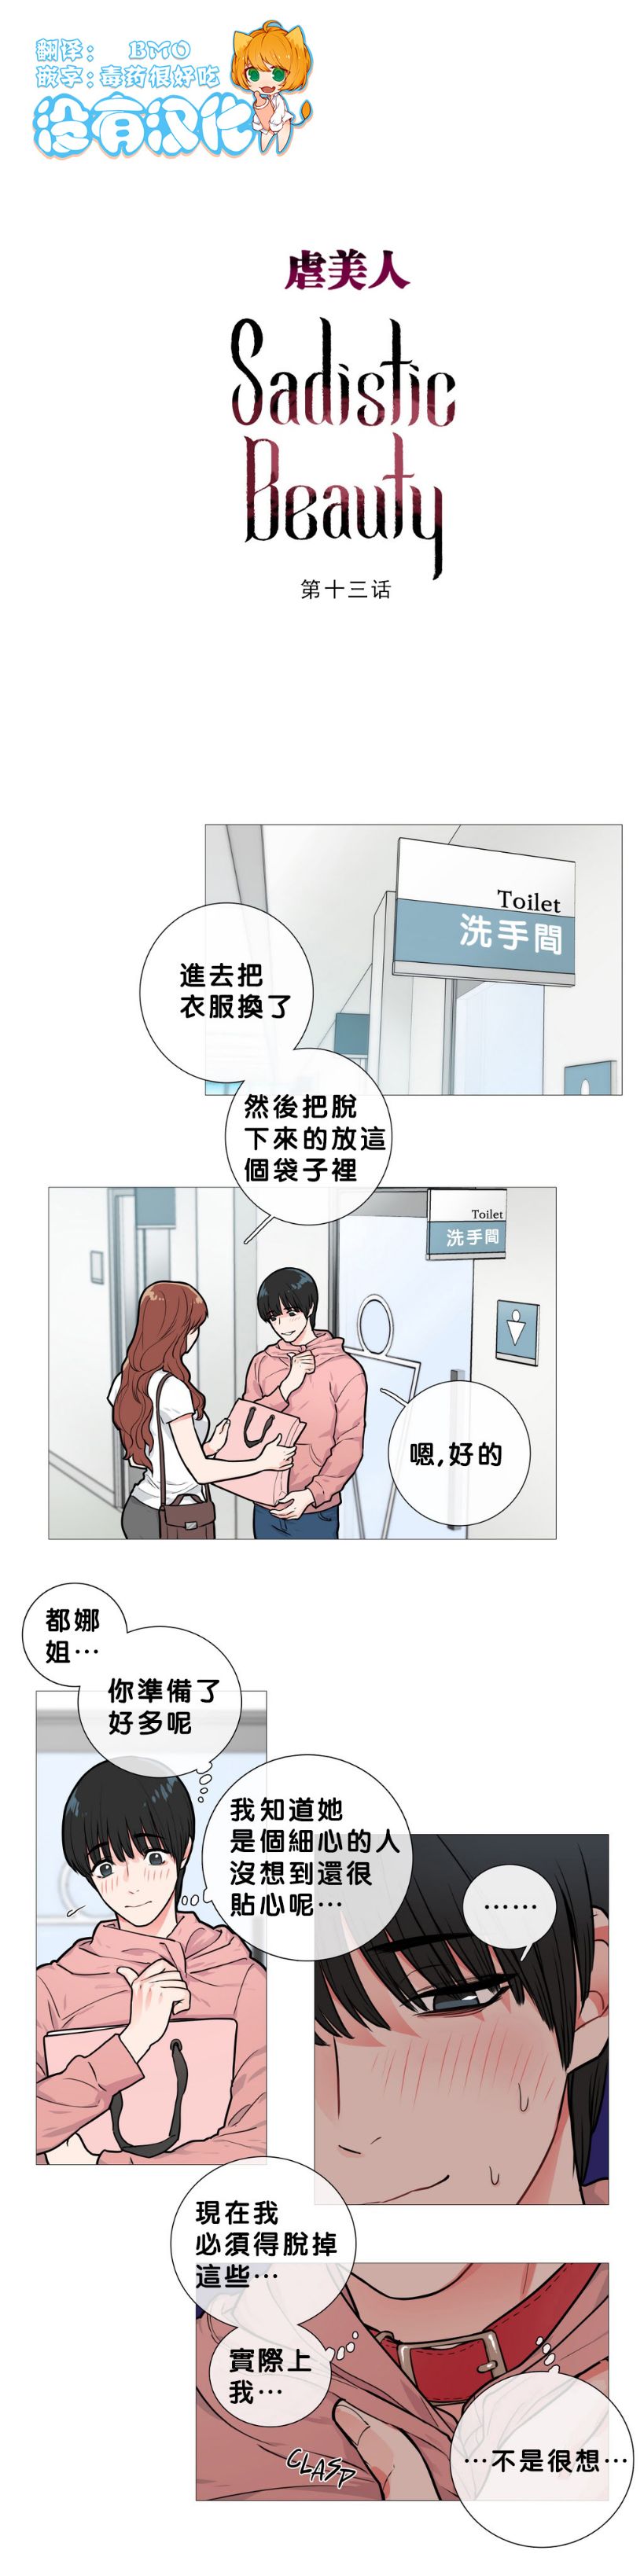 翻译： BMO
嵌字：毒药很好吃
没有汉化
虐美人
Sadistic
Beauty
第十三话
Toilet
洗手間
進去把
衣服換了
然後把脫
下來的放這
個袋子裡
Toilet
洗手間
嗯,好的
都娜
姐…
你準備了
好多呢
我知道她
是個細心的人
沒想到還很
貼心呢…
……
現在我
必須得脫掉
這些…
實際上
我…
CLASP
…不是很想…